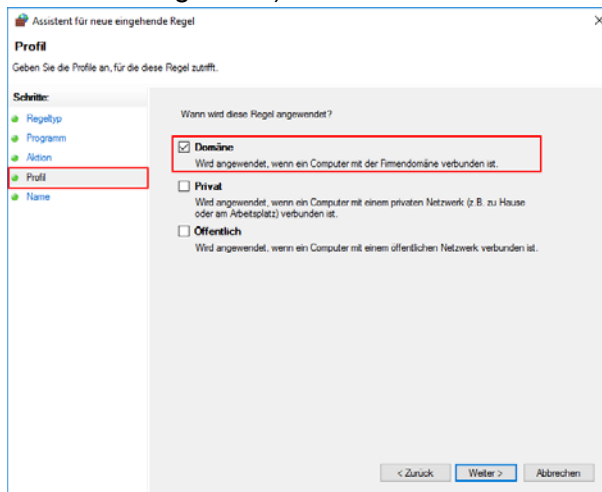 Assistent für neue eingehende Regel
Profil
Geben Sie die Profile an, für die diese Regel zutrifft.
Schritte:
Regeltyp
Programm
Aktion
Profil
Name
Wann wird diese Regel angewendet?
Domäne
Wird angewendet, wenn ein Computer mit der Firmendomäne verbunden ist.
Privat
Wird angewendet, wenn ein Computer mit einem privaten Netzwerk (z.B. zu Hause
oder am Arbeitsplatz) verbunden ist.
Öffentlich
Wird angewendet, wenn ein Computer mit einem öffentlichen Netzwerk verbunden ist.
< Zurück
Weiter >
Abbrechen